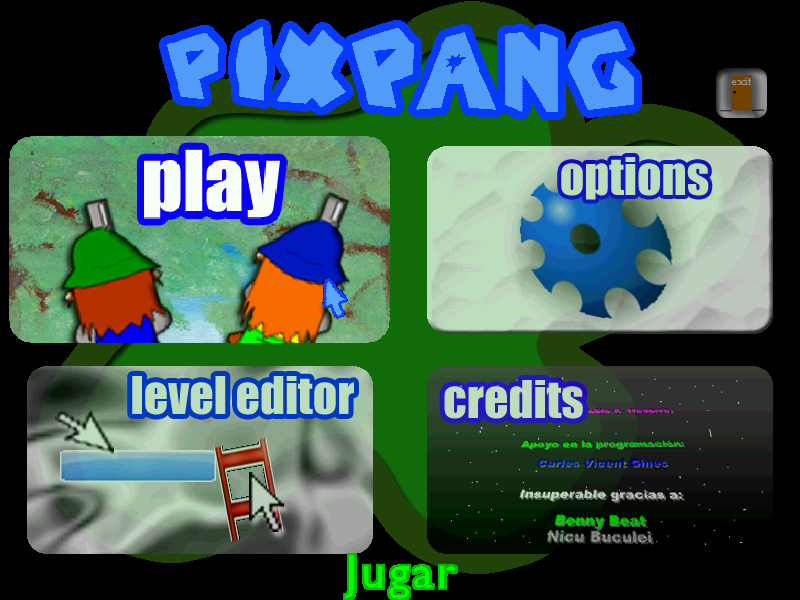 PIXPANG
exit
play
options
level editor
credits
Apoyo en la programación:
Carles Vicent Gines
Insuperable gracias a:
Benny Beat
Nicu Buculei
Jugar